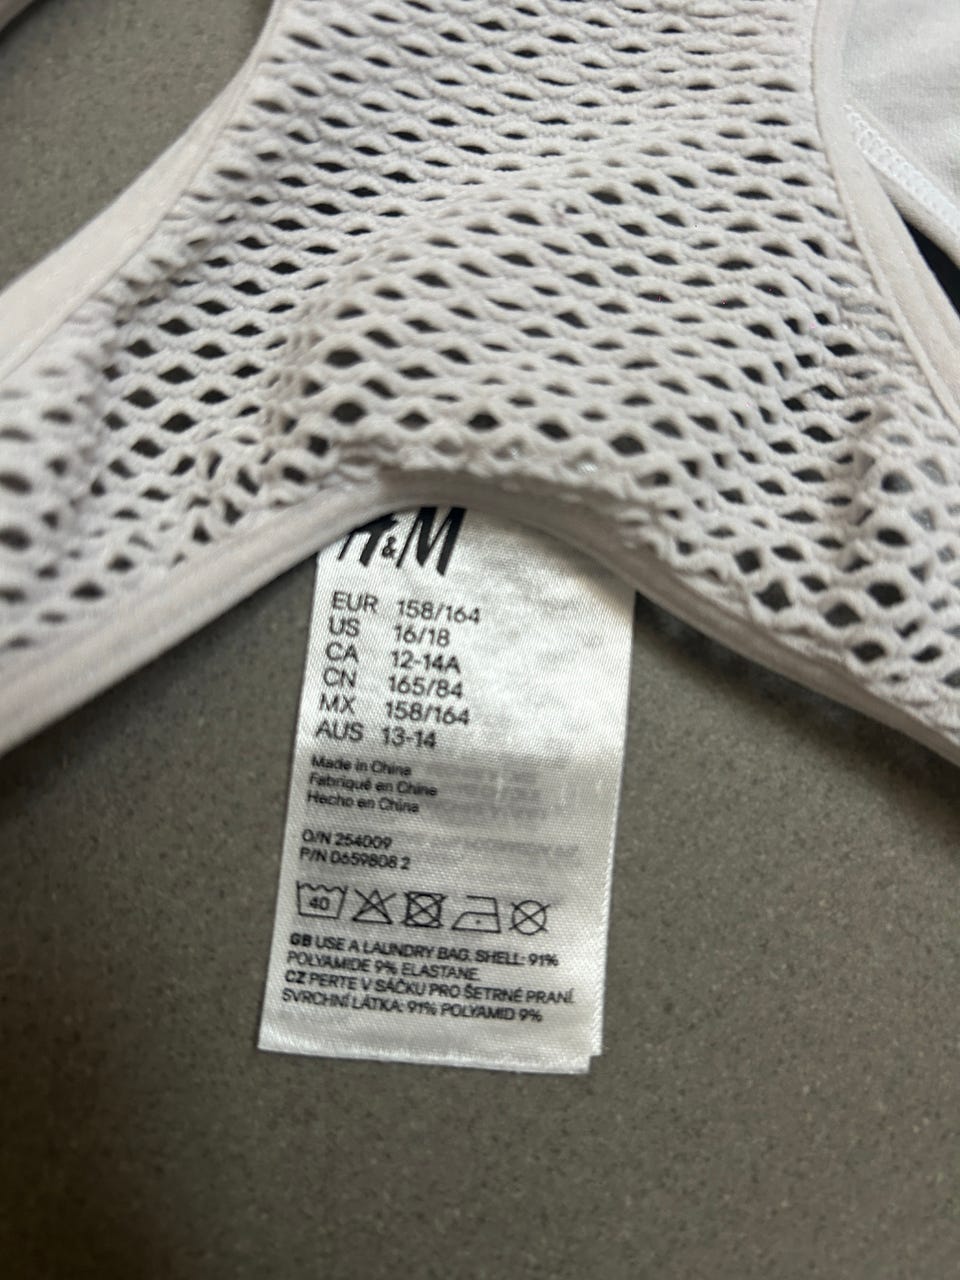 H&M
EUR 158/164
US 16/18
CA 12-14A
CN 165/84
MX 158/164
AUS 13-14
Made in China
Fabriqué en Chine
Hecho en China
O/N 254009
P/N D659808 2
40
GB USE A LAUNDRY BAG. SHELL: 91%
POLYAMIDE 9% ELASTANE.
CZ PERTE V SÁČKU PRO ŠETRNÉ PRANÍ.
SVRCHNÍ LÁTKA: 91% POLYAMID 9%